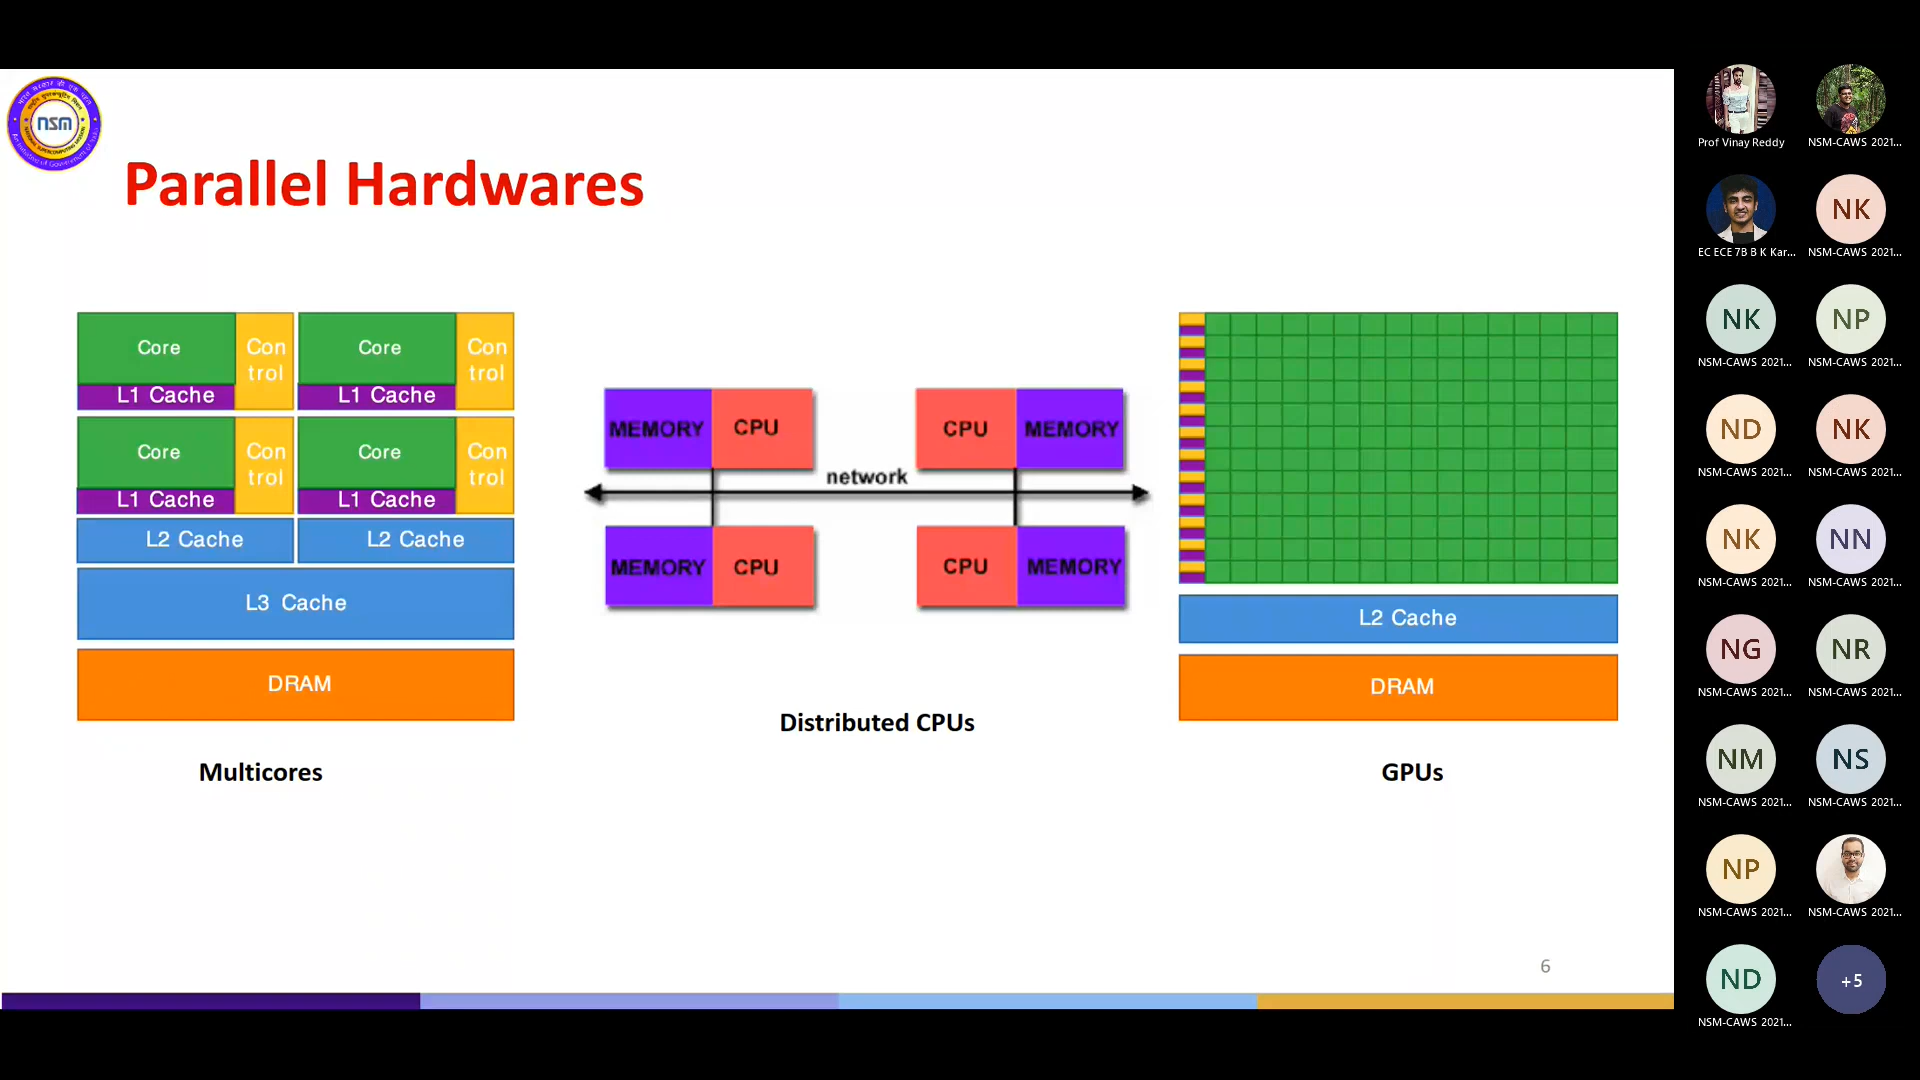 nsm
Parallel Hardwares
Core
Con
trol
L1 Cache
Core
Con
trol
L1 Cache
Core
Con
trol
L1 Cache
Core
Con
trol
L1 Cache
L2 Cache
L2 Cache
L3 Cache
DRAM
Multicores
MEMORY CPU
CPU MEMORY
network
MEMORY CPU
CPU MEMORY
Distributed CPUs
L2 Cache
DRAM
GPUs
6
Prof Vinay Reddy
NSM-CAWS 2021...
EC ECE 7B B K Kar...
NK
NSM-CAWS 2021...
NK
NSM-CAWS 2021...
NP
NSM-CAWS 2021...
ND
NSM-CAWS 2021...
NK
NSM-CAWS 2021...
NK
NSM-CAWS 2021...
NN
NSM-CAWS 2021...
NG
NSM-CAWS 2021...
NR
NSM-CAWS 2021...
NM
NSM-CAWS 2021...
NS
NSM-CAWS 2021...
NP
NSM-CAWS 2021...
NSM-CAWS 2021...
ND
NSM-CAWS 2021...
+5